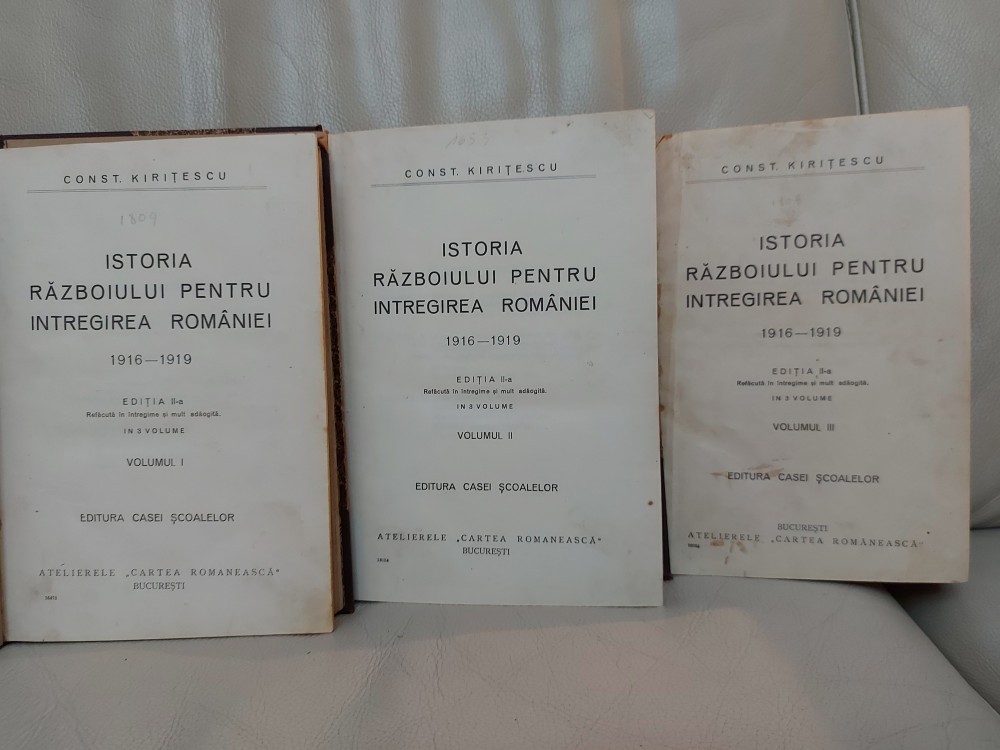 CONST. KIRIȚESCU
1809
ISTORIA
RĂZBOIULUI PENTRU
INTREGIREA ROMÂNIEI
1916—1919
EDIȚIA II-a
Refăcută în întregime și mult adăogită.
IN 3 VOLUME
VOLUMUL I
EDITURA CASEI ȘCOALELOR
ATELIERELE „CARTEA ROMANEASCĂ"
BUCUREȘTI
CONST. KIRIȚESCU
ISTORIA
RĂZBOIULUI PENTRU
INTREGIREA ROMÂNIEI
1916—1919
EDIȚIA II-a
Refăcută în întregime și mult adăogită.
IN 3 VOLUME
VOLUMUL II
EDITURA CASEI ȘCOALELOR
ATELIERELE „CARTEA ROMANEASCĂ"
BUCUREȘTI
CONST. KIRIȚESCU
ISTORIA
RĂZBOIULUI PENTRU
INTREGIREA ROMÂNIEI
1916—1919
EDIȚIA II-a
Refăcută în întregime și mult adăogită.
IN 3 VOLUME
VOLUMUL III
EDITURA CASEI ȘCOALELOR
BUCUREȘTI
ATELIERELE „CARTEA ROMÂNEASCĂ"